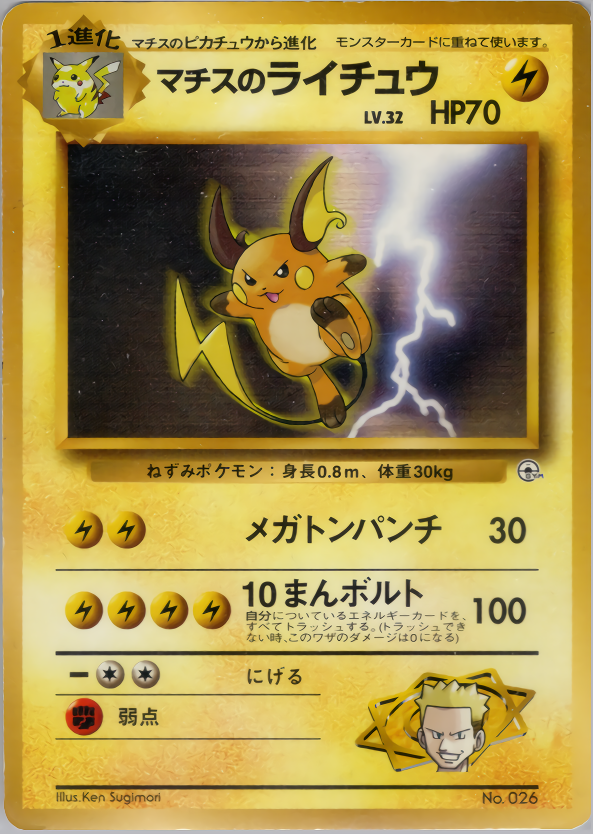 1進化
マチスのピカチュウから進化 モンスターカードに重ねて使います。
マチスのライチュウ
LV.32 HP70
ねずみポケモン：身長0.8m、体重30kg
GYM
メガトンパンチ 30
10まんボルト 100
自分についているエネルギーカードを、
すべてトラッシュする。(トラッシュでき
ない時、このワザのダメージは0になる)
にげる
弱点
Illus.Ken Sugimori
No. 026